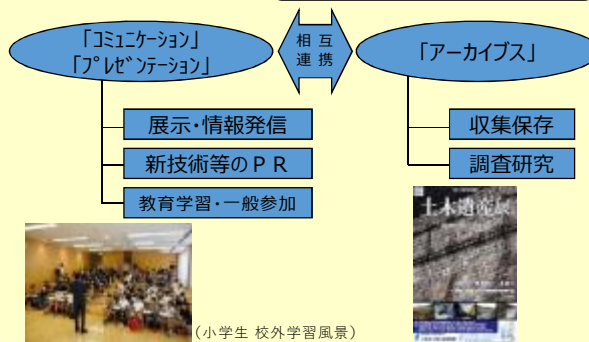 「ｺﾐｭﾆｹｰｼｮﾝ」
「ﾌﾟﾚｾﾞﾝﾃｰｼｮﾝ」
相 互
連 携
「アーカイブス」
展示・情報発信
新技術等のＰＲ
教育学習・一般参加
収集保存
調査研究
土木遺産展
(小学生 校外学習風景)